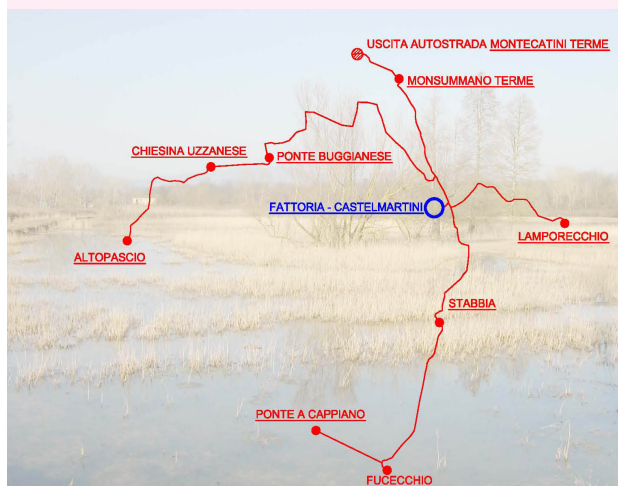 USCITA AUTOSTRADA MONTECATINI TERME
MONSUMMANO TERME
CHIESINA UZZANESE
PONTE BUGGIANESE
FATTORIA - CASTELMARTINI
LAMPORECCHIO
ALTOPASCIO
STABBIA
PONTE A CAPPIANO
FUCECCHIO